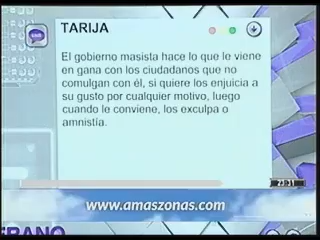 TARIJA
El gobierno masista hace lo que le viene
en gana con los ciudadanos que no
comulgan con él, si quiere los enjuicia a
su gusto por cualquier motivo, luego
cuando le conviene, los exculpa o
amnistía.
23:31
www.amaszonas.com
ERANO